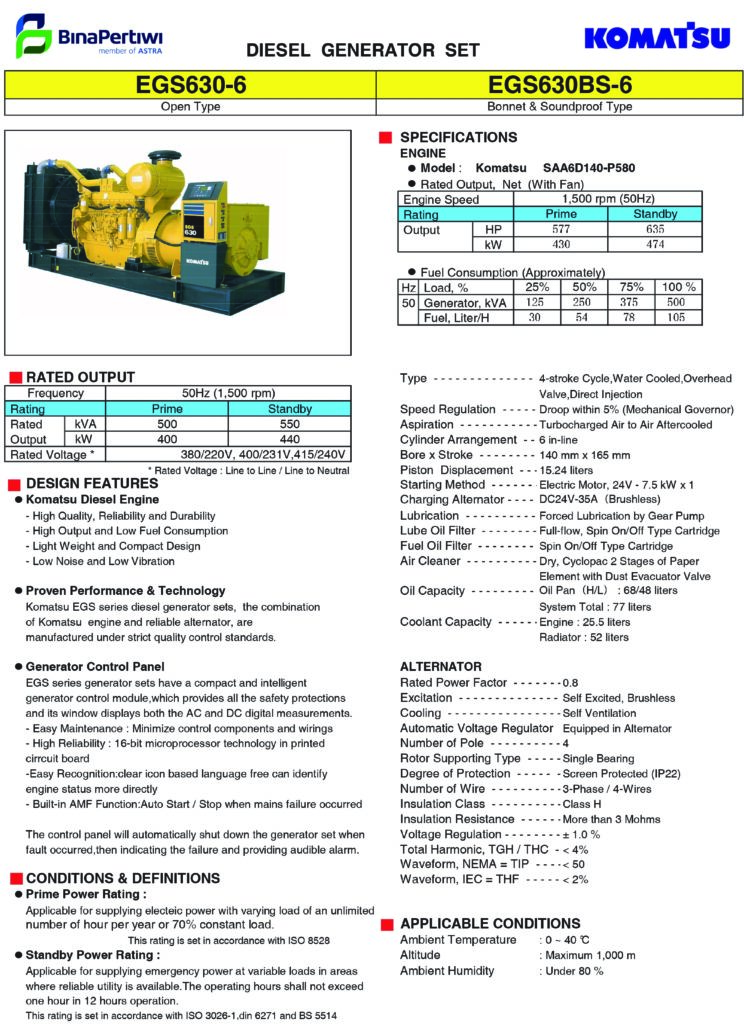 BINAPERTIWI
member of ASTRA
DIESEL GENERATOR SET
KOMATSU
EGS630-6
EGS630BS-6
Open Type
Bonnet & Soundproof Type
630
KOMATSU
RATED OUTPUT
Frequency 50Hz (1,500 rpm)
Rating Prime Standby
Rated kVA 500 550
Output kW 400 440
Rated Voltage * 380/220V, 400/231V,415/240V
* Rated Voltage : Line to Line / Line to Neutral
DESIGN FEATURES
● Komatsu Diesel Engine
- High Quality, Reliability and Durability
- High Output and Low Fuel Consumption
- Light Weight and Compact Design
- Low Noise and Low Vibration
● Proven Performance & Technology
Komatsu EGS series diesel generator sets, the combination
of Komatsu engine and reliable alternator, are
manufactured under strict quality control standards.
● Generator Control Panel
EGS series generator sets have a compact and intelligent
generator control module,which provides all the safety protections
and its window displays both the AC and DC digital measurements.
- Easy Maintenance : Minimize control components and wirings
- High Reliability : 16-bit microprocessor technology in printed
cirrcuit board
-Easy Recognition:clear icon based language free can identify
engine status more directly
- Built-in AMF Function:Auto Start / Stop when mains failure occurred
The control panel will automatically shut down the generator set when
fault occurred,then indicating the failure and providing audible alarm.
CONDITIONS & DEFINITIONS
● Prime Power Rating :
Applicable for supplying electeic power with varying load of an unlimited
number of hour per year or 70% constant load.
This rating is set in accordance with ISO 8528
● Standby Power Rating :
Applicable for supplying emergency power at variable loads in areas
where reliable utility is available.The operating hours shall not exceed
one hour in 12 hours operation.
This rating is set in accordance with ISO 3026-1,din 6271 and BS 5514
SPECIFICATIONS
ENGINE
● Model : Komatsu SAA6D140-P580
● Rated Output, Net (With Fan)
Engine Speed 1,500 rpm (50Hz)
Rating Prime Standby
Output HP 577 635
kW 430 474
● Fuel Consumption (Approximately)
Hz Load, % 25% 50% 75% 100 %
50 Generator, kVA 125 250 375 500
Fuel, Liter/H 30 54 78 105
Type - - - - - - - - - - - - - - 4-stroke Cycle,Water Cooled,Overhead
Valve,Direct Injection
Speed Regulation - - - - - Droop within 5% (Mechanical Governor)
Aspiration - - - - - - - - - - - Turbocharged Air to Air Aftercooled
Cylinder Arrangement - - 6 in-line
Bore x Stroke - - - - - - - - 140 mm x 165 mm
Piston Displacement - - - 15.24 liters
Starting Method - - - - - - Electric Motor, 24V - 7.5 kW x 1
Charging Alternator - - - - DC24V-35A (Brushless)
Lubrication - - - - - - - - - - Forced Lubrication by Gear Pump
Lube Oil Filter - - - - - - - - Full-flow, Spin On/Off Type Cartridge
Fuel Oil Filter - - - - - - - - Spin On/Off Type Cartridge
Air Cleaner - - - - - - - - - - Dry, Cyclopac 2 Stages of Paper
Element with Dust Evacuator Valve
Oil Capacity - - - - - - - - - Oil Pan (H/L) : 68/48 liters
System Total : 77 liters
Coolant Capacity - - - - - - Engine : 25.5 liters
Radiator : 52 liters
ALTERNATOR
Rated Power Factor - - - - - - - 0.8
Excitation - - - - - - - - - - - - - - Self Excited, Brushless
Cooling - - - - - - - - - - - - - - - - Self Ventilation
Automatic Voltage Regulator Equipped in Alternator
Number of Pole - - - - - - - - - - 4
Rotor Supporting Type - - - - - Single Bearing
Degree of Protection - - - - - - Screen Protected (IP22)
Number of Wire - - - - - - - - - - 3-Phase / 4-Wires
Insulation Class - - - - - - - - - - Class H
Insulation Resistance - - - - - - More than 3 Mohms
Voltage Regulation - - - - - - - - ± 1.0 %
Total Harmonic, TGH / THC - < 4%
Waveform, NEMA = TIP - - - - < 50
Waveform, IEC = THF - - - - - < 2%
APPLICABLE CONDITIONS
Ambient Temperature : 0 ~ 40 ℃
Altitude : Maximum 1,000 m
Ambient Humidity : Under 80 %